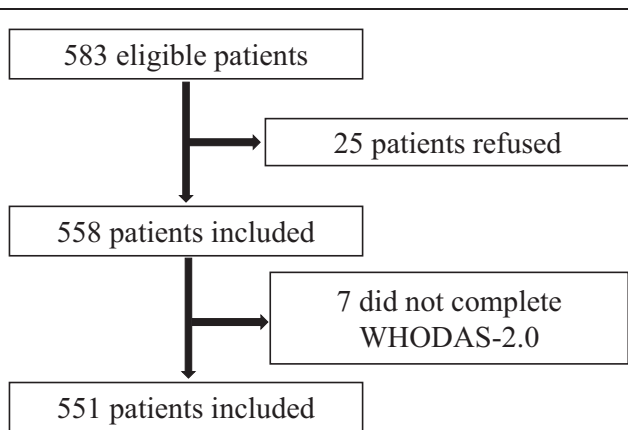 583 eligible patients
25 patients refused
558 patients included
7 did not complete
WHODAS-2.0
551 patients included